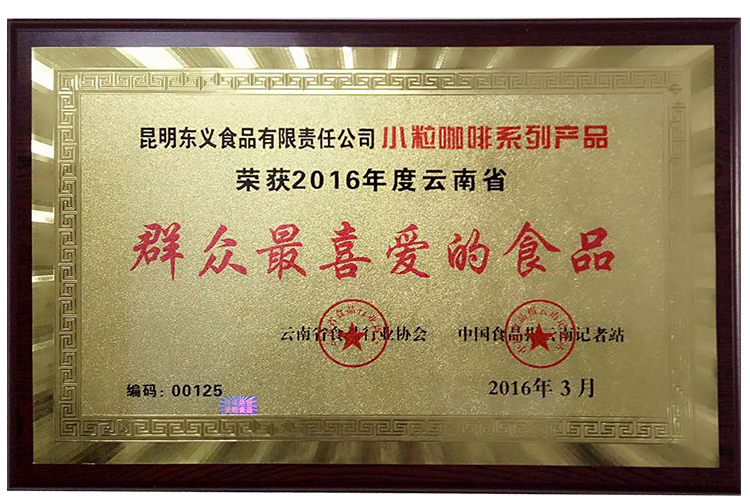 昆明东义食品有限责任公司小粒咖啡系列产品
荣获2016年度云南省
群众最喜爱的食品
云南省食品行业协会 中国食品报云南记者站
编码：00125 2016年3月